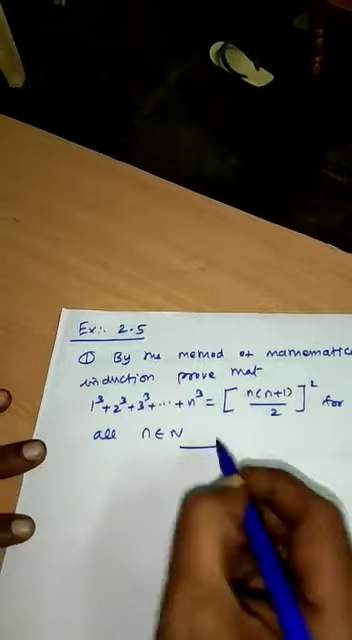 Ex:. 2.5
① By the method of mathematica
induction prove that
1³+2³+3³+...+n³ = [n(n+1)/2]² for
all n∈N